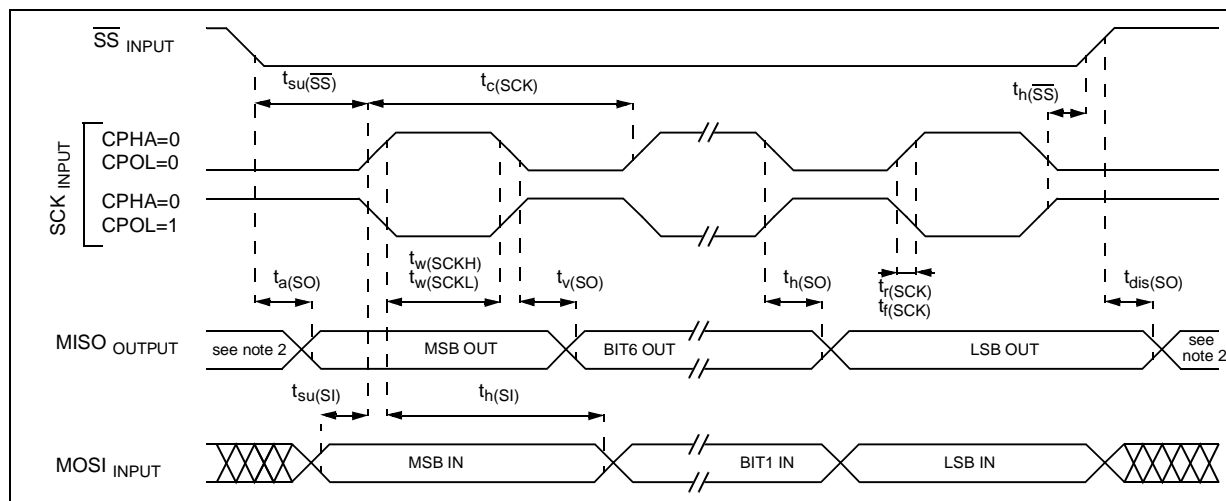 SS INPUT
tsu(SS)
tc(SCK)
th(SS)
SCK INPUT
CPHA=0
CPOL=0
CPHA=0
CPOL=1
ta(SO)
tw(SCKH)
tw(SCKL)
tv(SO)
th(SO)
tr(SCK)
tf(SCK)
tdis(SO)
MISO OUTPUT
see note 2
MSB OUT
BIT6 OUT
LSB OUT
see
note 2
tsu(SI)
th(SI)
MOSI INPUT
MSB IN
BIT1 IN
LSB IN